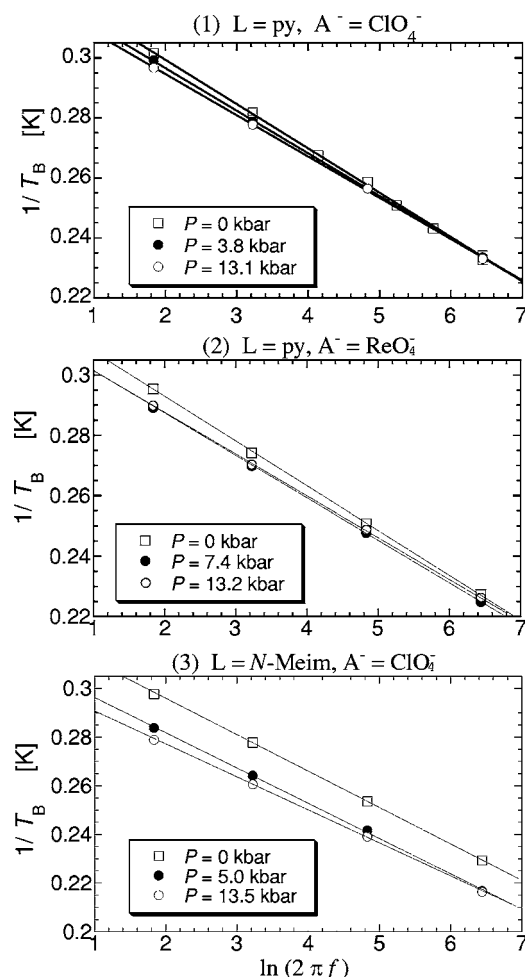 (1) L = py, A⁻ = ClO₄⁻
1/ T_B [K]
0.3
0.28
0.26
0.24
0.22
P = 0 kbar
P = 3.8 kbar
P = 13.1 kbar
1 2 3 4 5 6 7
(2) L = py, A⁻ = ReO₄⁻
1/ T_B [K]
0.3
0.28
0.26
0.24
0.22
P = 0 kbar
P = 7.4 kbar
P = 13.2 kbar
1 2 3 4 5 6 7
(3) L = N-Meim, A⁻ = ClO₄⁻
1/ T_B [K]
0.3
0.28
0.26
0.24
0.22
0.2
P = 0 kbar
P = 5.0 kbar
P = 13.5 kbar
1 2 3 4 5 6 7
ln (2 π f)